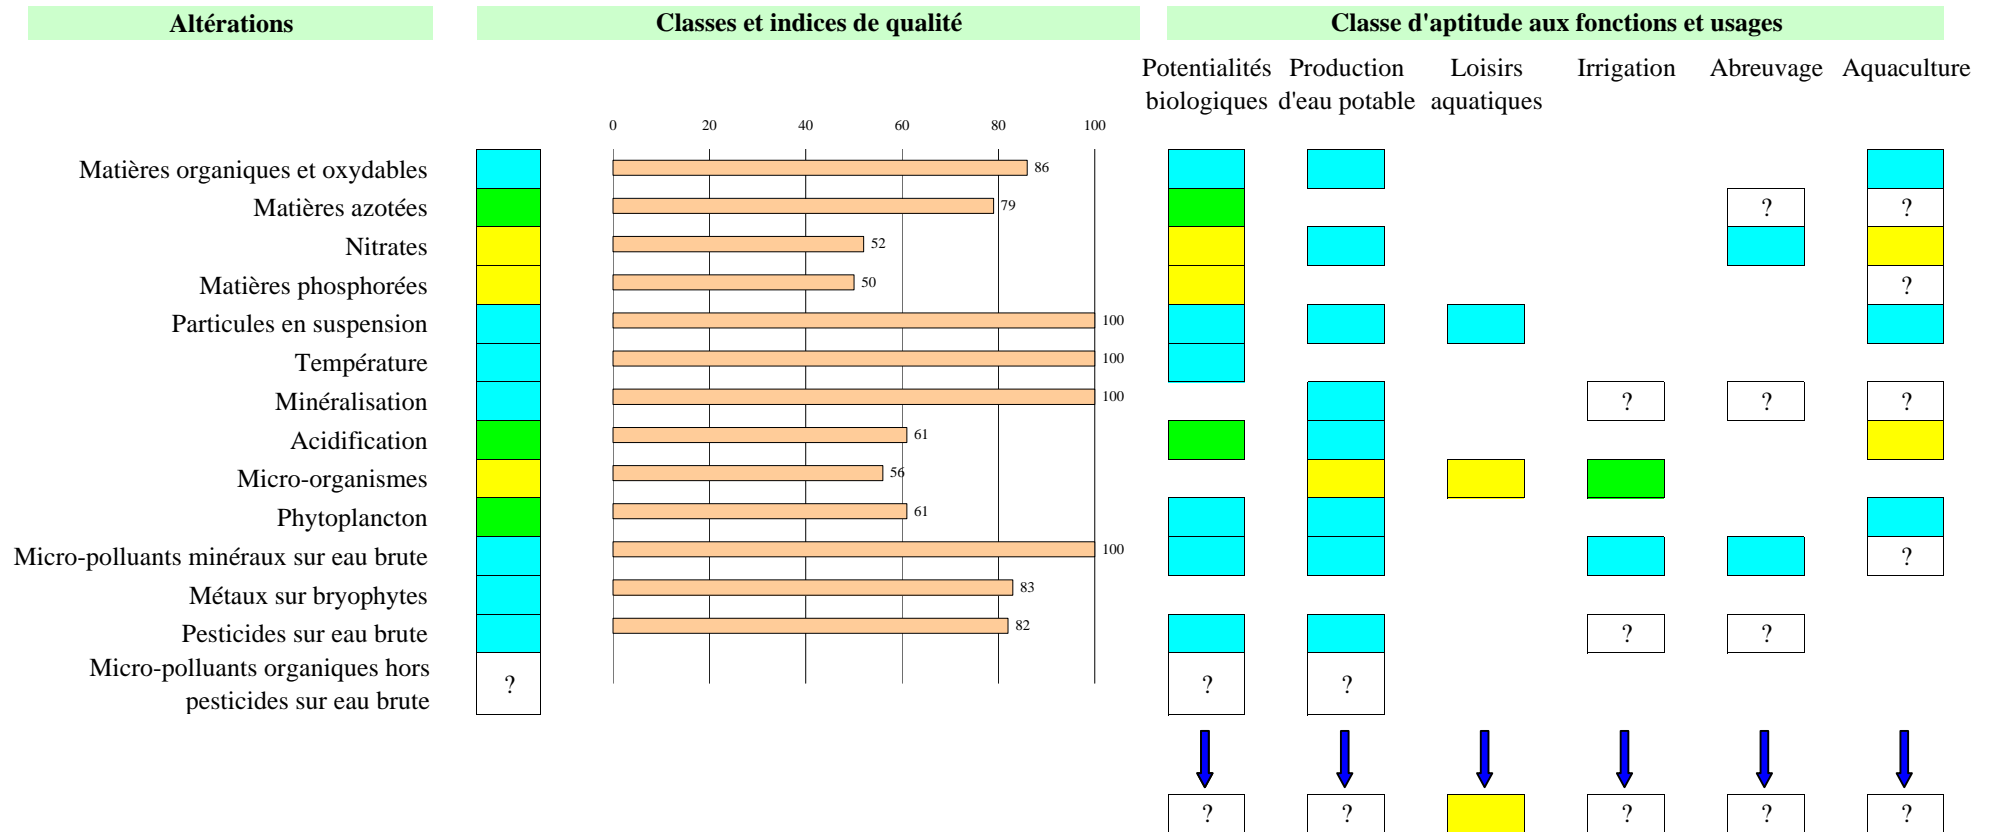 Altérations
Classes et indices de qualité
Classe d'aptitude aux fonctions et usages
Potentialités biologiques
Production d'eau potable
Loisirs aquatiques
Irrigation
Abreuvage
Aquaculture
0 20 40 60 80 100
Matières organiques et oxydables 86
Matières azotées 79 ? ?
Nitrates 52
Matières phosphorées 50 ?
Particules en suspension 100
Température 100
Minéralisation 100 ? ? ?
Acidification 61
Micro-organismes 56
Phytoplancton 61
Micro-polluants minéraux sur eau brute 100 ?
Métaux sur bryophytes 83
Pesticides sur eau brute 82 ? ?
Micro-polluants organiques hors
pesticides sur eau brute ? ? ?
? ? ? ? ?